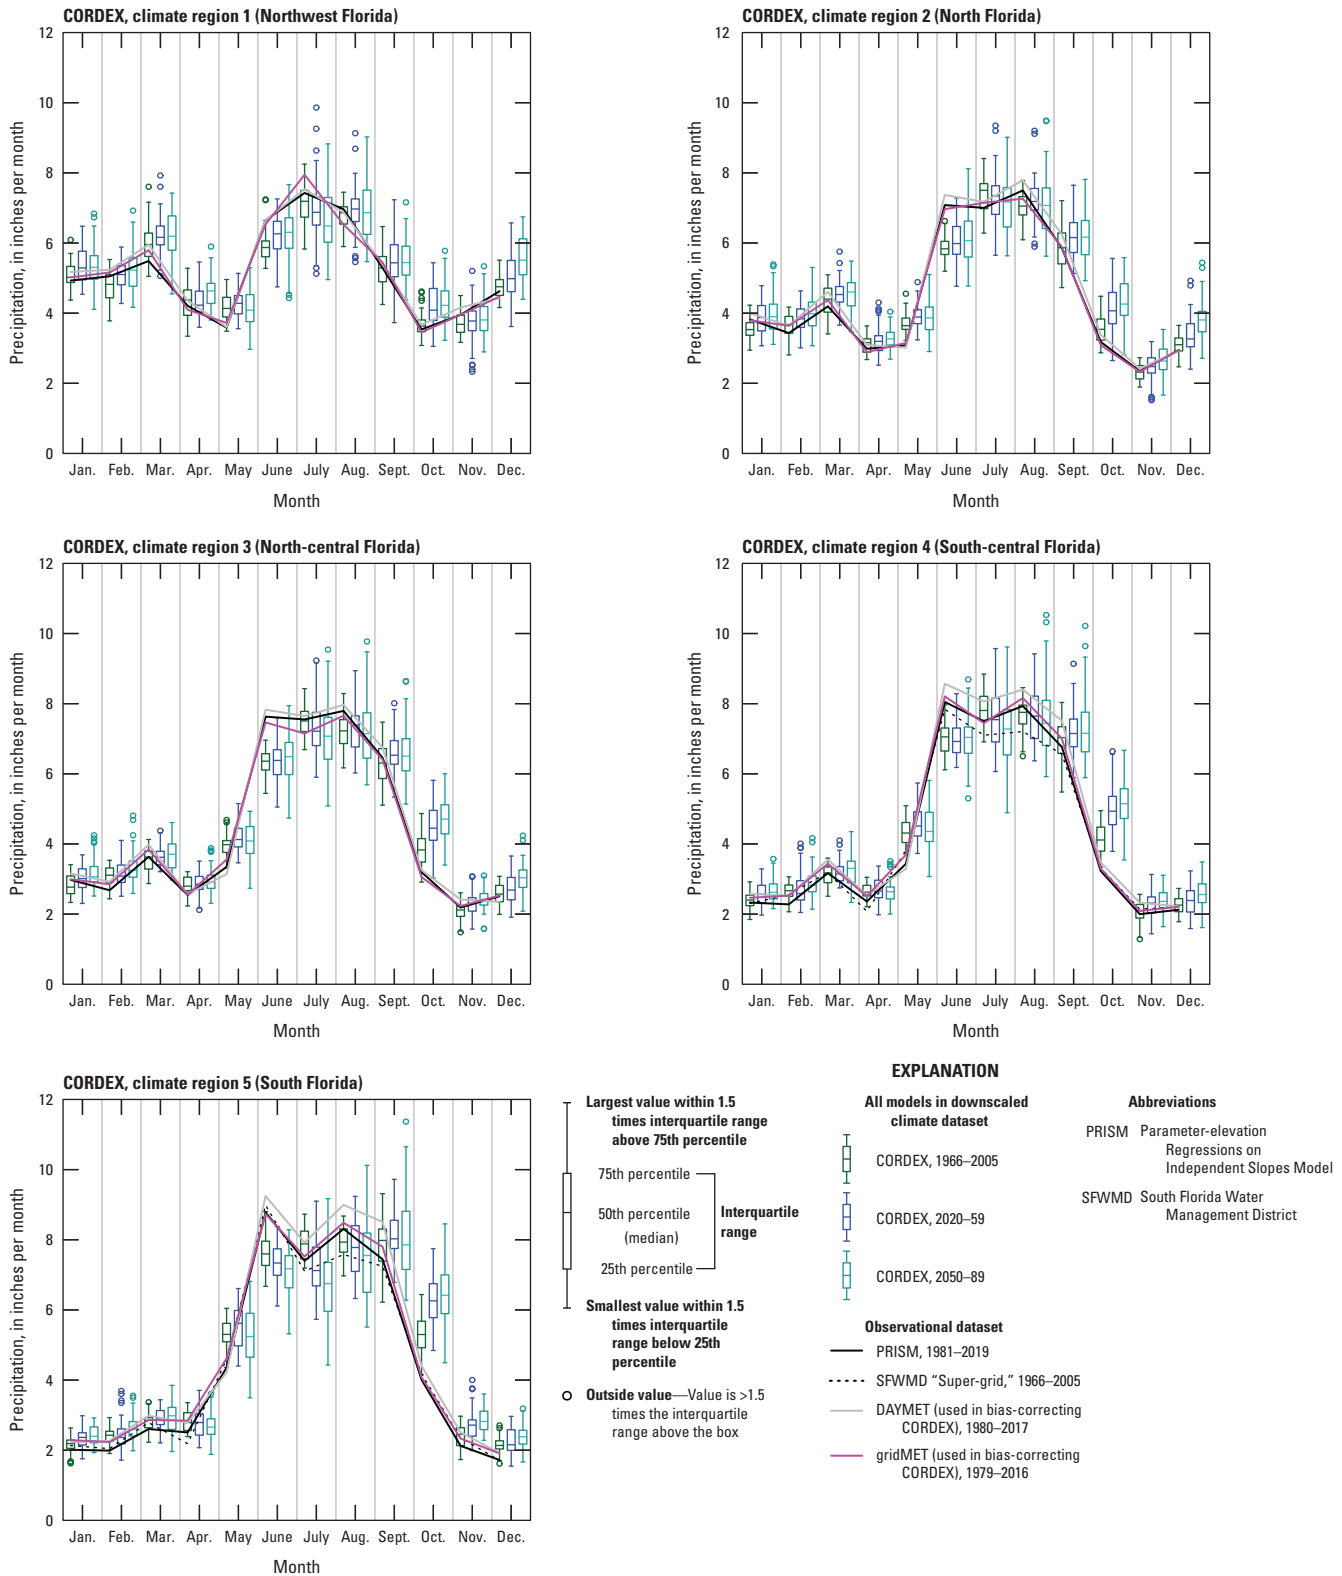 CORDEX, climate region 1 (Northwest Florida)
12
10
8
6
4
2
0
Precipitation, in inches per month
Jan. Feb. Mar. Apr. May June July Aug. Sept. Oct. Nov. Dec.
Month
CORDEX, climate region 2 (North Florida)
12
10
8
6
4
2
0
Precipitation, in inches per month
Jan. Feb. Mar. Apr. May June July Aug. Sept. Oct. Nov. Dec.
Month
CORDEX, climate region 3 (North-central Florida)
12
10
8
6
4
2
0
Precipitation, in inches per month
Jan. Feb. Mar. Apr. May June July Aug. Sept. Oct. Nov. Dec.
Month
CORDEX, climate region 4 (South-central Florida)
12
10
8
6
4
2
0
Precipitation, in inches per month
Jan. Feb. Mar. Apr. May June July Aug. Sept. Oct. Nov. Dec.
Month
CORDEX, climate region 5 (South Florida)
12
10
8
6
4
2
0
Precipitation, in inches per month
Jan. Feb. Mar. Apr. May June July Aug. Sept. Oct. Nov. Dec.
Month
EXPLANATION
Largest value within 1.5
times interquartile range
above 75th percentile
75th percentile
50th percentile
(median)
25th percentile
Interquartile
range
Smallest value within 1.5
times interquartile
range below 25th
percentile
Outside value—Value is >1.5
times the interquartile
range above the box
All models in downscaled
climate dataset
CORDEX, 1966–2005
CORDEX, 2020–59
CORDEX, 2050–89
Observational dataset
PRISM, 1981–2019
SFWMD “Super-grid,” 1966–2005
DAYMET (used in bias-correcting
CORDEX), 1980–2017
gridMET (used in bias-correcting
CORDEX), 1979–2016
Abbreviations
PRISM Parameter-elevation
Regressions on
Independent Slopes Model
SFWMD South Florida Water
Management District